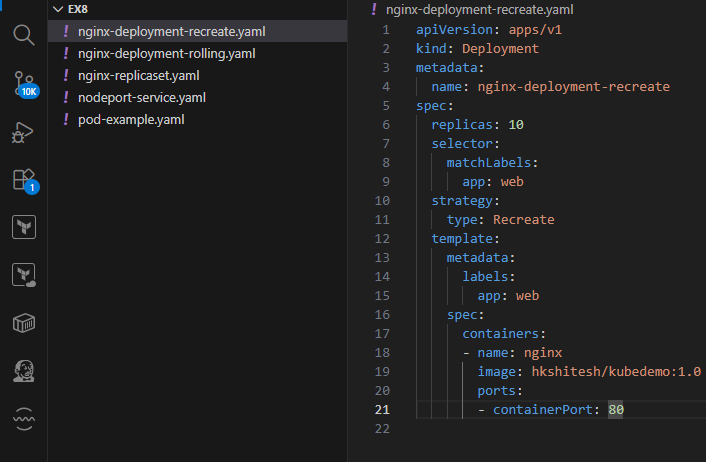 EX8
nginx-deployment-recreate.yaml
nginx-deployment-rolling.yaml
nginx-replicaset.yaml
nodeport-service.yaml
pod-example.yaml
10K
1
nginx-deployment-recreate.yaml
1 apiVersion: apps/v1
2 kind: Deployment
3 metadata:
4   name: nginx-deployment-recreate
5 spec:
6   replicas: 10
7   selector:
8     matchLabels:
9       app: web
10   strategy:
11     type: Recreate
12   template:
13     metadata:
14       labels:
15         app: web
16     spec:
17       containers:
18       - name: nginx
19         image: hkshitesh/kubedemo:1.0
20         ports:
21         - containerPort: 80
22